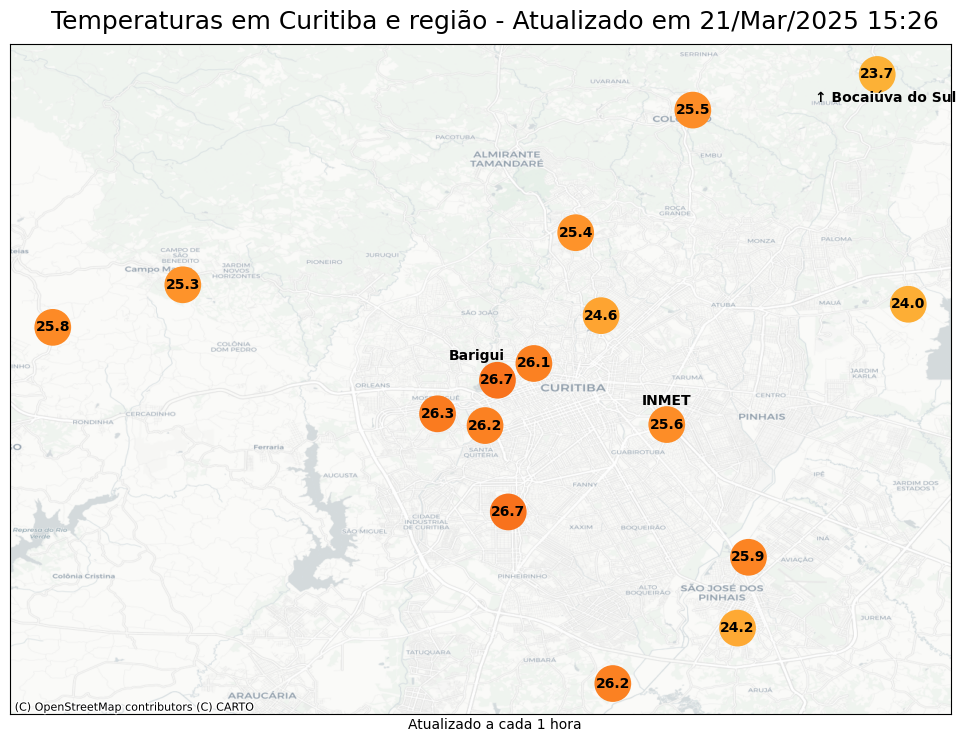 Temperaturas em Curitiba e região - Atualizado em 21/Mar/2025 15:26
SERRINHA
23.7
UVARANAL
↑ Bocaiúva do Sul
25.5
PACOTUBA
ALMIRANTE
TAMANDARÉ
EMBU
ROÇA
GRANDE
25.4
MONZA
PALOMA
CAMPO DE
SÃO
BENEDITO
JURUQUI
PIONEIRO
JARDIM
NOVOS
HORIZONTES
25.3
24.0
MAUÁ
ATUBA
SÃO JOÃO
24.6
25.8
COLÔNIA
DOM PEDRO
Barigui
26.1
JARDIM
KARLA
26.7
TARUMÃ
ORLEANS
CURITIBA
CENTRO
INMET
26.3
CERCADINHO
PINHAIS
RONDINHA
26.2
25.6
Ferraria
SANTA
QUITÉRIA
GUABIROTUBA
AUGUSTA
IPÊ
FANNY
JARDIM DOS
ESTADOS I
26.7
CIDADE
INDUSTRIAL
DE CURITIBA
SÃO MIGUEL
XAXIM
BOQUEIRÃO
Represa do Rio
Verde
INÁ
25.9
AVIAÇÃO
Colônia Cristina
PINHEIRINHO
ALTO
BOQUEIRÃO
SÃO JOSÉ DOS
PINHAIS
JUREMA
24.2
TATUQUARA
UMBARÁ
26.2
ARUJÁ
ARAUCÁRIA
(C) OpenStreetMap contributors (C) CARTO
Atualizado a cada 1 hora